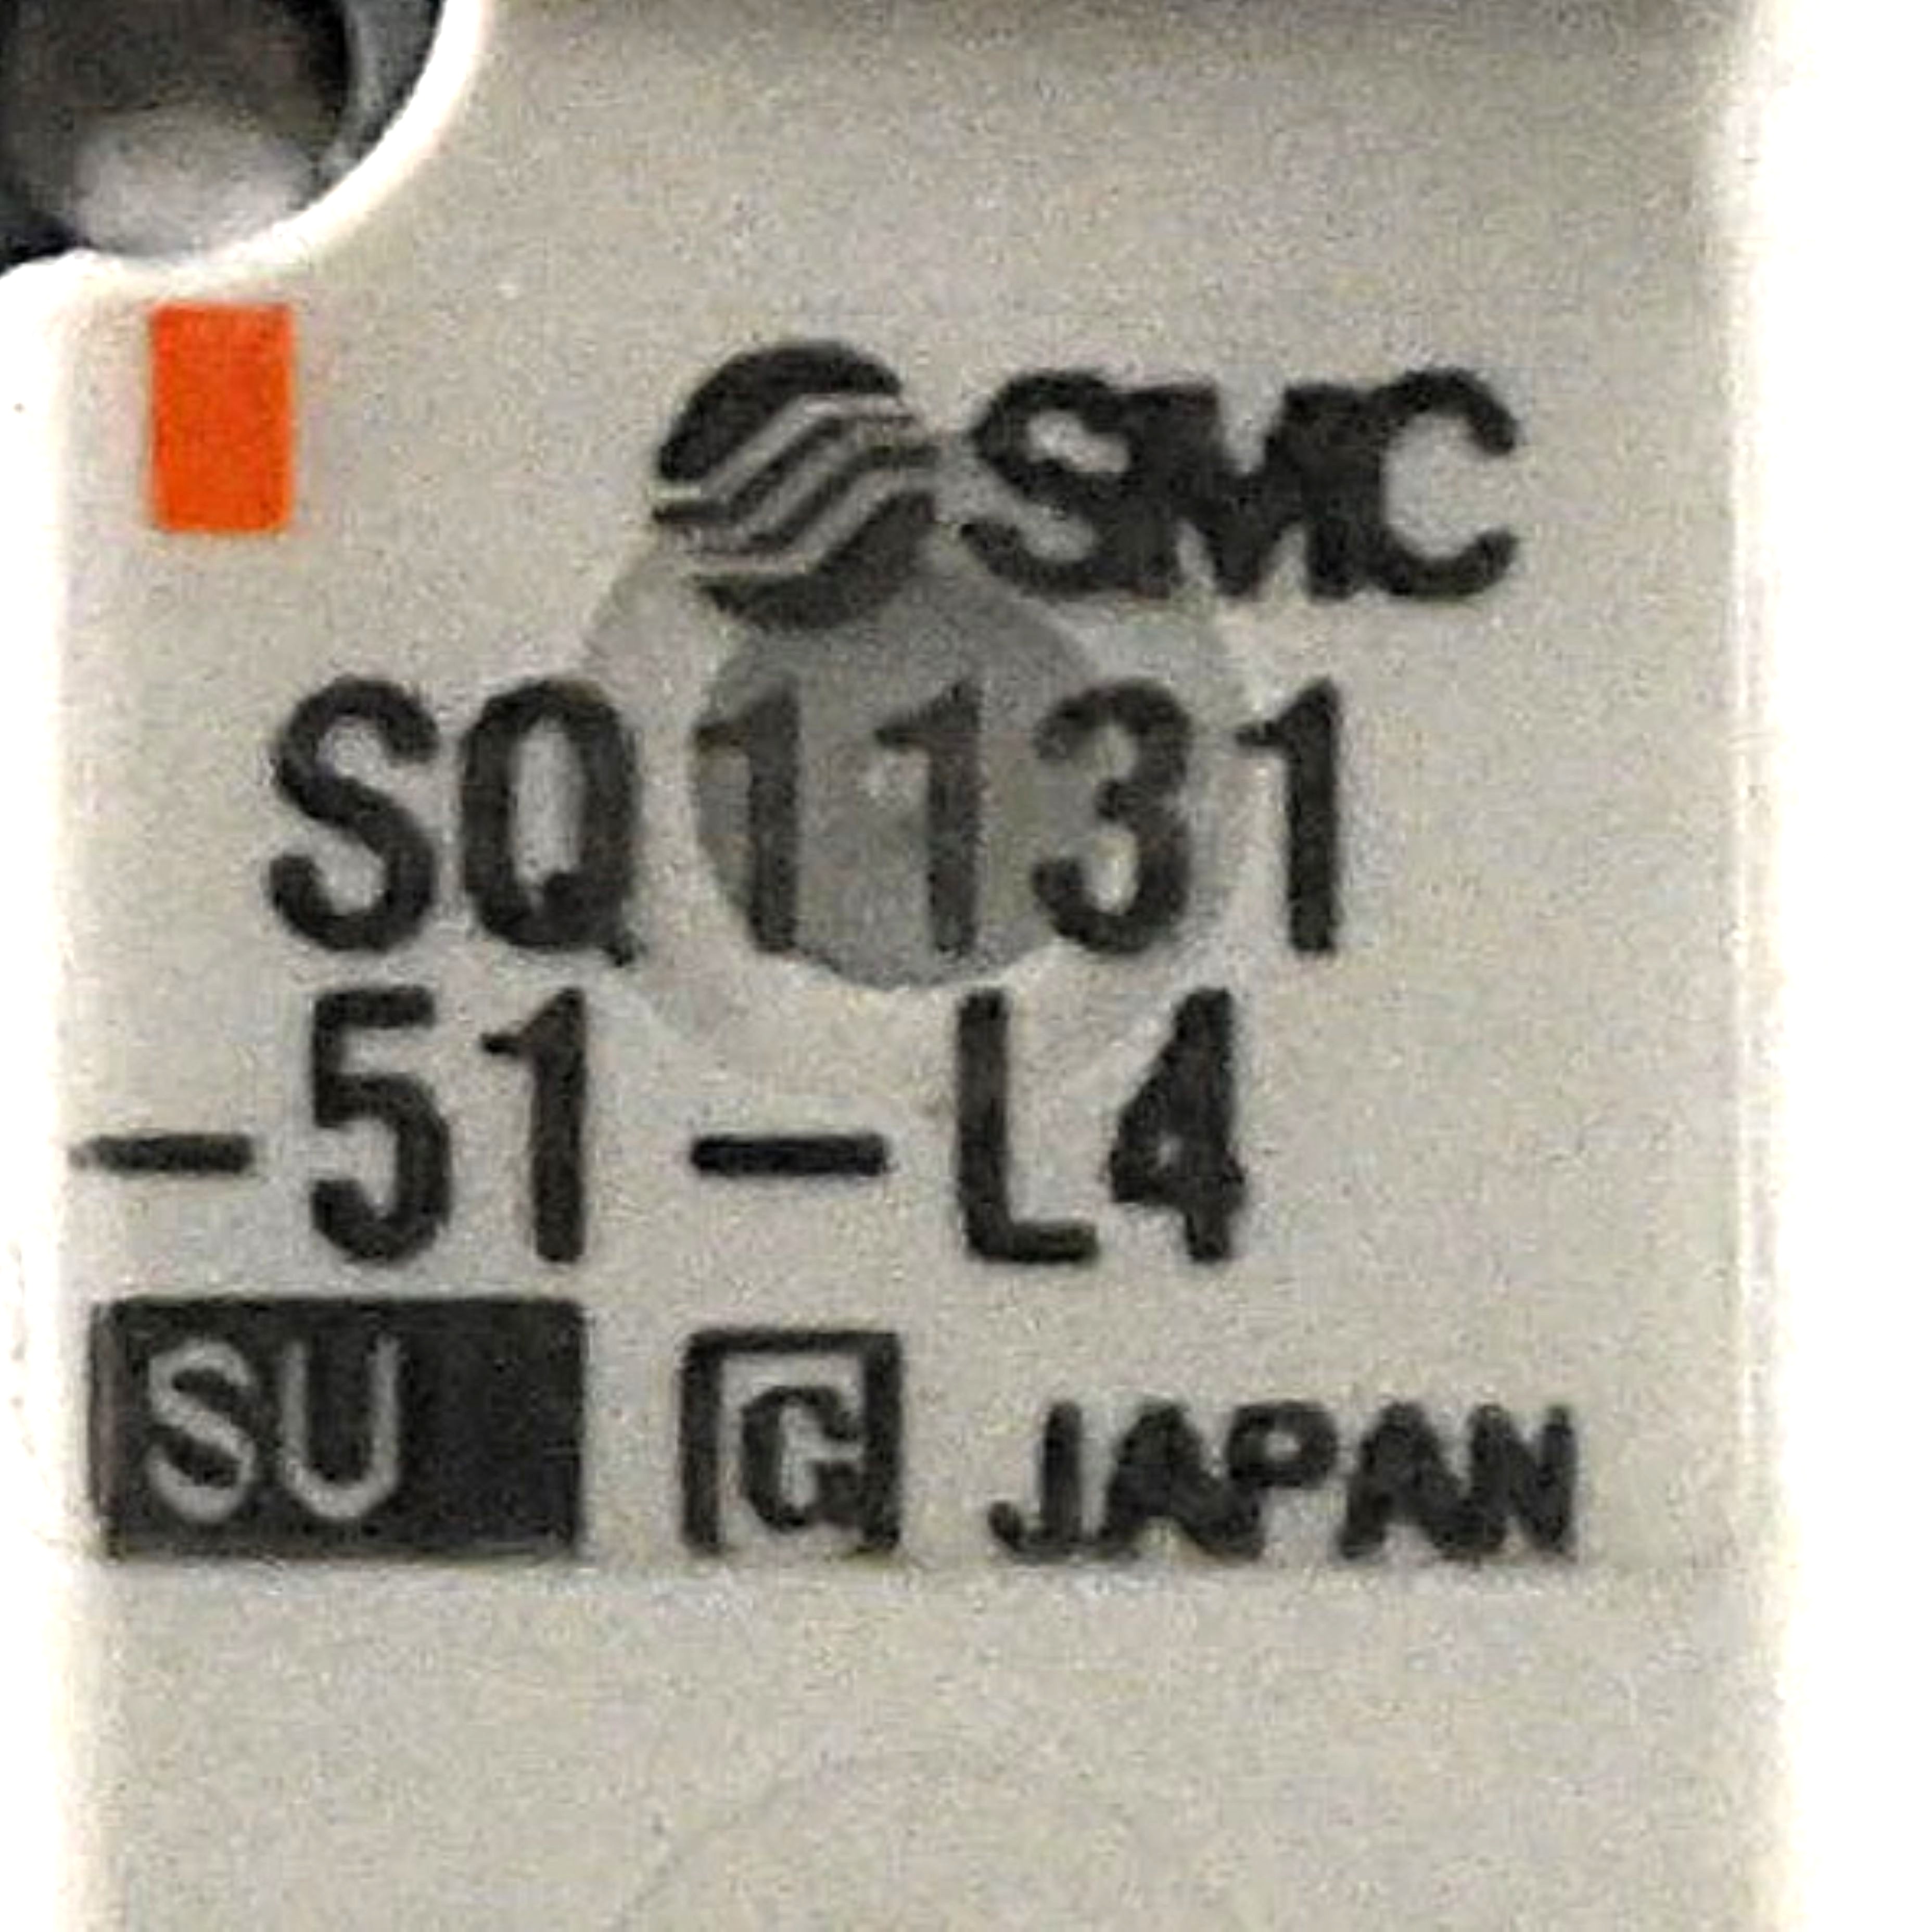 SMC
SQ1131
-51-L4
SU G JAPAN